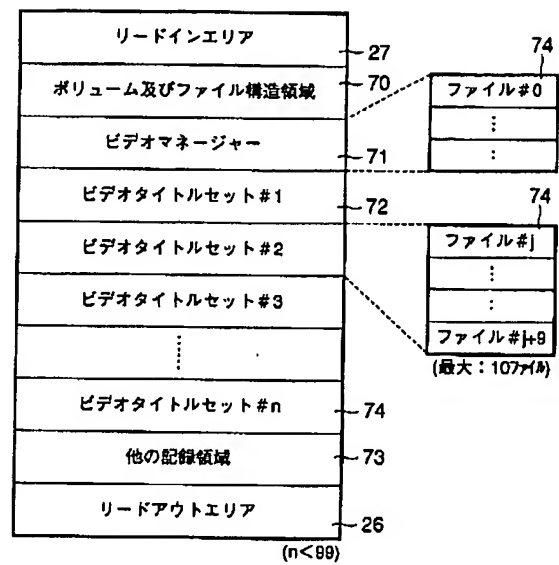 リードインエリア
27
ボリューム及びファイル構造領域
70
ビデオマネージャー
71
ビデオタイトルセット#1
72
ビデオタイトルセット#2
ビデオタイトルセット#3
ビデオタイトルセット#n
74
他の記録領域
73
リードアウトエリア
26
(n<99)
74
ファイル#0
74
ファイル#j
ファイル#j+9
(最大：10ファイル)